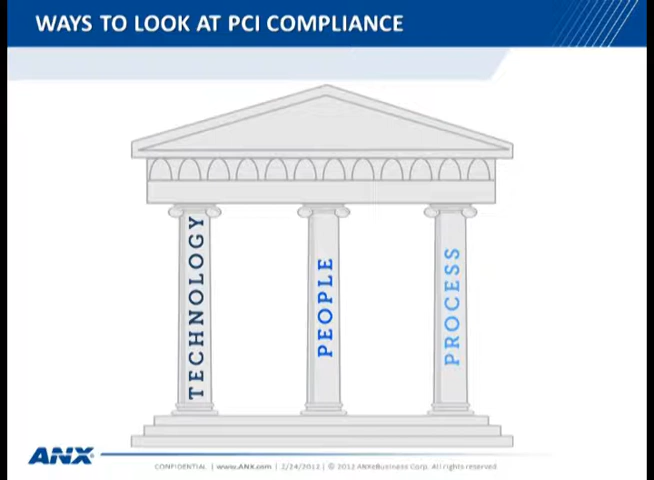 WAYS TO LOOK AT PCI COMPLIANCE
TECHNOLOGY
PEOPLE
PROCESS
ANX
CONFIDENTIAL | www.ANX.com | 2/24/2012 | © 2012 ANXeBusiness Corp. All rights reserved